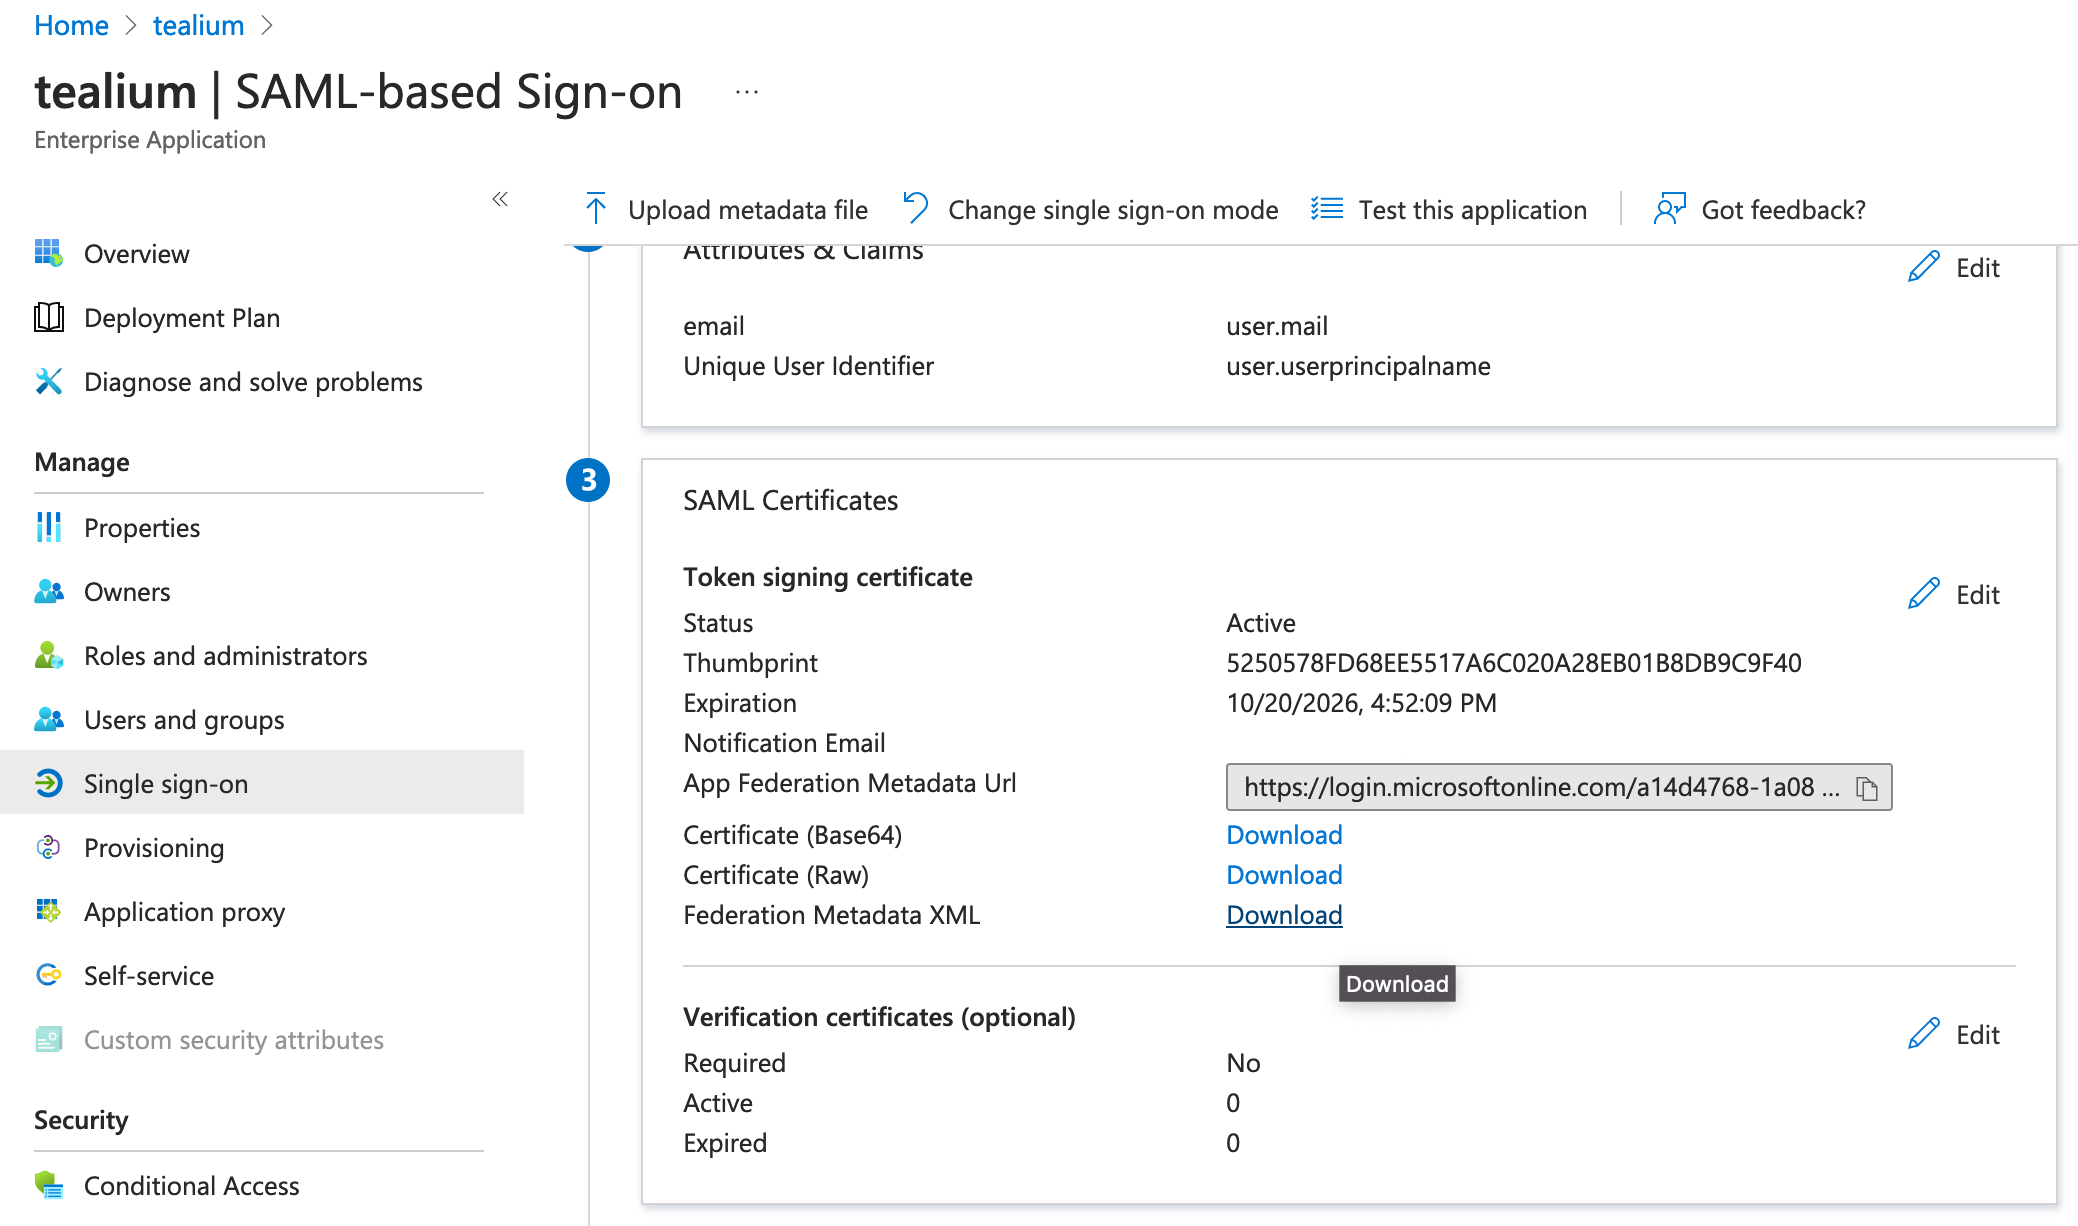 Home > tealium >
tealium | SAML-based Sign-on ...
Enterprise Application
«
Upload metadata file
Change single sign-on mode
Test this application
Got feedback?
Overview
Deployment Plan
Diagnose and solve problems
Manage
Properties
Owners
Roles and administrators
Users and groups
Single sign-on
Provisioning
Application proxy
Self-service
Custom security attributes
Security
Conditional Access
Attributes & Claims
Edit
email user.mail
Unique User Identifier user.userprincipalname
3
SAML Certificates
Token signing certificate
Edit
Status Active
Thumbprint 5250578FD68EE5517A6C020A28EB01B8DB9C9F40
Expiration 10/20/2026, 4:52:09 PM
Notification Email
App Federation Metadata Url https://login.microsoftonline.com/a14d4768-1a08 ...
Certificate (Base64) Download
Certificate (Raw) Download
Federation Metadata XML Download
Download
Verification certificates (optional)
Edit
Required No
Active 0
Expired 0